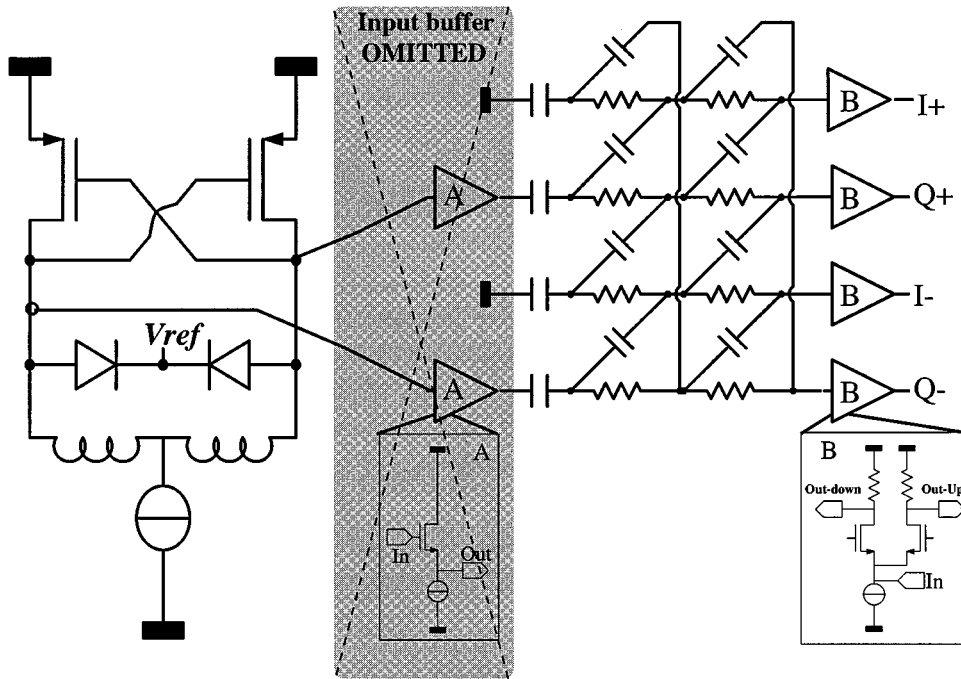 Input buffer
OMITTED
B
I+
A
B
Q+
B
I-
Vref
A
B
Q-
A
In
Out
B
Out-down
Out-Up
In